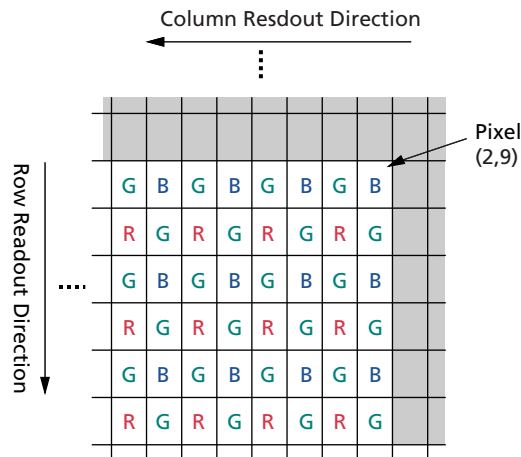 Column Resdout Direction
Pixel
(2,9)
Row Readout Direction
G B G B G B G B
R G R G R G R G
G B G B G B G B
R G R G R G R G
G B G B G B G B
R G R G R G R G